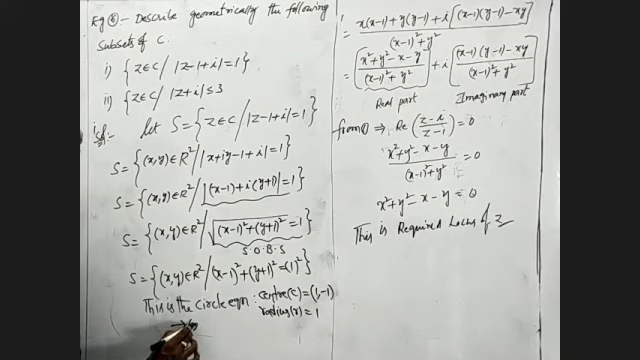 Eg ⑥:- Describe geometrically the following
Subsets of C.
i) {z∈C / |z-1+i|=1}
ii) {z∈C / |z+i|≤3
i) Sol:- let S={z∈C / |z-1+i|=1}
S={(x,y)∈R² / |x+iy-1+i|=1}
S={(x,y)∈R² / |(x-1)+i(y+1)|=1}
S={(x,y)∈R² / √(x-1)²+(y+1)² =1}
S.O.B.S
S={(x,y)∈R² / (x-1)²+(y+1)²=(1)²}
This is the Circle eqn: Centre(C)=(1,-1)
radius(r)=1
= x(x-1)+y(y-1)+i[(x-1)(y-1)-xy] / (x-1)²+y²
= [x²+y²-x-y / (x-1)²+y²] + i [(x-1)(y-1)-xy / (x-1)²+y²]
Real part Imaginary part
from① ⇒ Re(z-i / z-1)=0
x²+y²-x-y / (x-1)²+y² =0
x²+y²-x-y=0
This is Required Locus of z